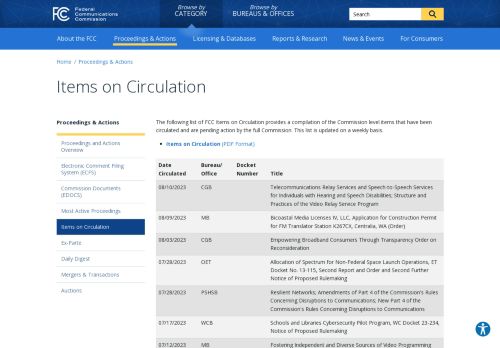 FCC Federal Communications Commission
Browse by CATEGORY
Browse by BUREAUS & OFFICES
Search
About the FCC
Proceedings & Actions
Licensing & Databases
Reports & Research
News & Events
For Consumers
Home / Proceedings & Actions
Items on Circulation
Proceedings & Actions
Proceedings and Actions
Overview
Electronic Comment Filing
System (ECFS)
Commission Documents
(EDOCS)
Most Active Proceedings
Items on Circulation
Ex-Parte
Daily Digest
Mergers & Transactions
Auctions
The following list of FCC Items on Circulation provides a compilation of the Commission level items that have been
circulated and are pending action by the full Commission. This list is updated on a weekly basis.
Items on Circulation (PDF Format)
Date Circulated
Bureau/ Office
Docket Number
Title
08/10/2023 CGB Telecommunications Relay Services and Speech-to-Speech Services
for Individuals with Hearing and Speech Disabilities; Structure and
Practices of the Video Relay Service Program
08/09/2023 MB Bicoastal Media Licenses IV, LLC, Application for Construction Permit
for FM Translator Station K267CX, Centralia, WA (Order)
08/03/2023 CGB Empowering Broadband Consumers Through Transparency Order on
Reconsideration
07/28/2023 OET Allocation of Spectrum for Non-Federal Space Launch Operations, ET
Docket No. 13-115, Second Report and Order and Second Further
Notice of Proposed Rulemaking
07/28/2023 PSHSB Resilient Networks; Amendments of Part 4 of the Commission's Rules
Concerning Disruptions to Communications; New Part 4 of the
Commission's Rules Concerning Disruptions to Communications
07/17/2023 WCB Schools and Libraries Cybersecurity Pilot Program, WC Docket 23-234,
Notice of Proposed Rulemaking
07/12/2023 MB Fostering Independent and Diverse Sources of Video Programming